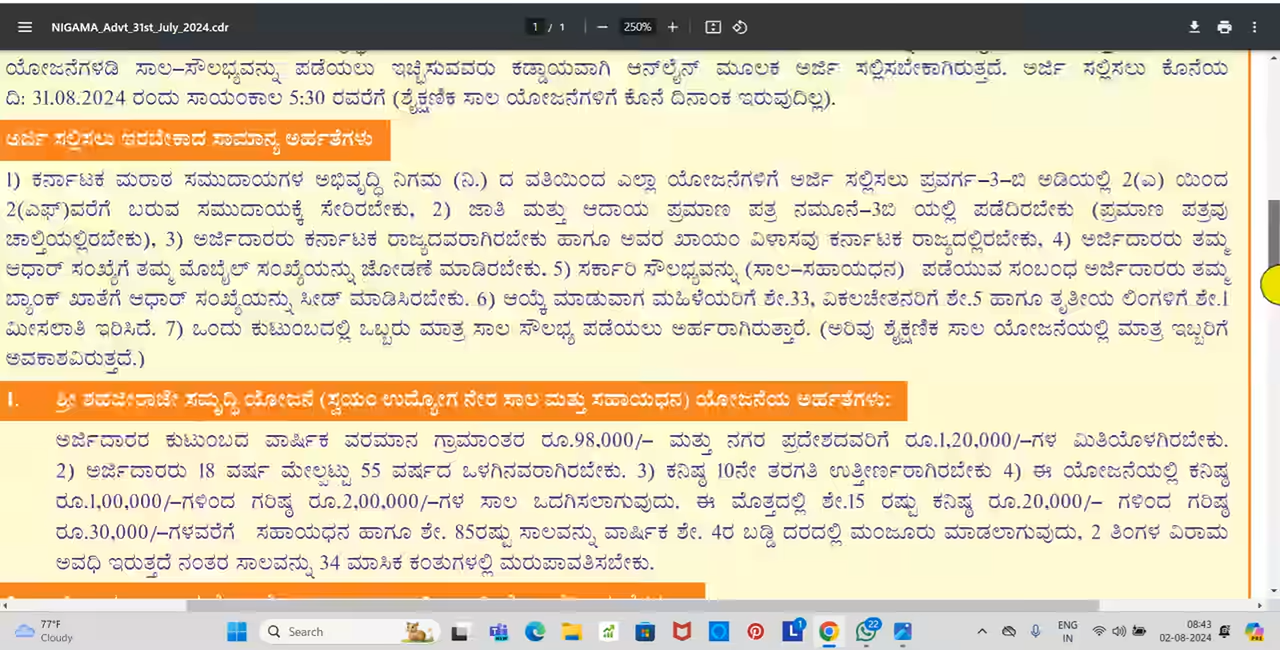 NIGAMA_Advt_31st_July_2024.cdr
1 / 1
250%
ಯೋಜನೆಗಳಡಿ ಸಾಲ-ಸೌಲಭ್ಯವನ್ನು ಪಡೆಯಲು ಇಚ್ಛಿಸುವವರು ಕಡ್ಡಾಯವಾಗಿ ಆನ್‌ಲೈನ್ ಮೂಲಕ ಅರ್ಜಿ ಸಲ್ಲಿಸಬೇಕಾಗಿರುತ್ತದೆ. ಅರ್ಜಿ ಸಲ್ಲಿಸಲು ಕೊನೆಯ
ದಿ: 31.08.2024 ರಂದು ಸಾಯಂಕಾಲ 5:30 ರವರೆಗೆ (ಶೈಕ್ಷಣಿಕ ಸಾಲ ಯೋಜನೆಗಳಿಗೆ ಕೊನೆ ದಿನಾಂಕ ಇರುವುದಿಲ್ಲ).
ಅರ್ಜಿ ಸಲ್ಲಿಸಲು ಇರಬೇಕಾದ ಸಾಮಾನ್ಯ ಅರ್ಹತೆಗಳು
1) ಕರ್ನಾಟಕ ಮರಾಠ ಸಮುದಾಯಗಳ ಅಭಿವೃದ್ಧಿ ನಿಗಮ (ನಿ.) ದ ವತಿಯಿಂದ ಎಲ್ಲಾ ಯೋಜನೆಗಳಿಗೆ ಅರ್ಜಿ ಸಲ್ಲಿಸಲು ಪ್ರವರ್ಗ-3-ಬಿ ಅಡಿಯಲ್ಲಿ 2(ಎ) ಯಿಂದ
2(ಎಫ್)ವರೆಗೆ ಬರುವ ಸಮುದಾಯಕ್ಕೆ ಸೇರಿರಬೇಕು, 2) ಜಾತಿ ಮತ್ತು ಆದಾಯ ಪ್ರಮಾಣ ಪತ್ರ ನಮೂನೆ-3ಬಿ ಯಲ್ಲಿ ಪಡೆದಿರಬೇಕು (ಪ್ರಮಾಣ ಪತ್ರವು
ಚಾಲ್ತಿಯಲ್ಲಿರಬೇಕು), 3) ಅರ್ಜಿದಾರರು ಕರ್ನಾಟಕ ರಾಜ್ಯದವರಾಗಿರಬೇಕು ಹಾಗೂ ಅವರ ಖಾಯಂ ವಿಳಾಸವು ಕರ್ನಾಟಕ ರಾಜ್ಯದಲ್ಲಿರಬೇಕು, 4) ಅರ್ಜಿದಾರರು ತಮ್ಮ
ಆಧಾರ್ ಸಂಖ್ಯೆಗೆ ತಮ್ಮ ಮೊಬೈಲ್ ಸಂಖ್ಯೆಯನ್ನು ಜೋಡಣೆ ಮಾಡಿರಬೇಕು. 5) ಸರ್ಕಾರಿ ಸೌಲಭ್ಯವನ್ನು (ಸಾಲ-ಸಹಾಯಧನ) ಪಡೆಯುವ ಸಂಬಂಧ ಅರ್ಜಿದಾರರು ತಮ್ಮ
ಬ್ಯಾಂಕ್ ಖಾತೆಗೆ ಆಧಾರ್ ಸಂಖ್ಯೆಯನ್ನು ಸೀಡ್ ಮಾಡಿಸಿರಬೇಕು. 6) ಆಯ್ಕೆ ಮಾಡುವಾಗ ಮಹಿಳೆಯರಿಗೆ ಶೇ.33, ವಿಕಲಚೇತನರಿಗೆ ಶೇ.5 ಹಾಗೂ ತೃತೀಯ ಲಿಂಗಳಿಗೆ ಶೇ.1
ಮೀಸಲಾತಿ ಇರಿಸಿದೆ. 7) ಒಂದು ಕುಟುಂಬದಲ್ಲಿ ಒಬ್ಬರು ಮಾತ್ರ ಸಾಲ ಸೌಲಭ್ಯ ಪಡೆಯಲು ಅರ್ಹರಾಗಿರುತ್ತಾರೆ. (ಅರಿವು ಶೈಕ್ಷಣಿಕ ಸಾಲ ಯೋಜನೆಯಲ್ಲಿ ಮಾತ್ರ ಇಬ್ಬರಿಗೆ
ಅವಕಾಶವಿರುತ್ತದೆ.)
1. ಶ್ರೀ ಶಹಜೀರಾಜೇ ಸಮೃದ್ಧಿ ಯೋಜನೆ (ಸ್ವಯಂ ಉದ್ಯೋಗ ನೇರ ಸಾಲ ಮತ್ತು ಸಹಾಯಧನ) ಯೋಜನೆಯ ಅರ್ಹತೆಗಳು:
ಅರ್ಜಿದಾರರ ಕುಟುಂಬದ ವಾರ್ಷಿಕ ವರಮಾನ ಗ್ರಾಮಾಂತರ ರೂ.98,000/- ಮತ್ತು ನಗರ ಪ್ರದೇಶದವರಿಗೆ ರೂ.1,20,000/-ಗಳ ಮಿತಿಯೊಳಗಿರಬೇಕು.
2) ಅರ್ಜಿದಾರರು 18 ವರ್ಷ ಮೇಲ್ಪಟ್ಟು 55 ವರ್ಷದ ಒಳಗಿನವರಾಗಿರಬೇಕು. 3) ಕನಿಷ್ಠ 10ನೇ ತರಗತಿ ಉತ್ತೀರ್ಣರಾಗಿರಬೇಕು 4) ಈ ಯೋಜನೆಯಲ್ಲಿ ಕನಿಷ್ಠ
ರೂ.1,00,000/-ಗಳಿಂದ ಗರಿಷ್ಠ ರೂ.2,00,000/-ಗಳ ಸಾಲ ಒದಗಿಸಲಾಗುವುದು. ಈ ಮೊತ್ತದಲ್ಲಿ ಶೇ.15 ರಷ್ಟು ಕನಿಷ್ಠ ರೂ.20,000/- ಗಳಿಂದ ಗರಿಷ್ಠ
ರೂ.30,000/-ಗಳವರೆಗೆ ಸಹಾಯಧನ ಹಾಗೂ ಶೇ. 85ರಷ್ಟು ಸಾಲವನ್ನು ವಾರ್ಷಿಕ ಶೇ. 4ರ ಬಡ್ಡಿ ದರದಲ್ಲಿ ಮಂಜೂರು ಮಾಡಲಾಗುವುದು, 2 ತಿಂಗಳ ವಿರಾಮ
ಅವಧಿ ಇರುತ್ತದೆ ನಂತರ ಸಾಲವನ್ನು 34 ಮಾಸಿಕ ಕಂತುಗಳಲ್ಲಿ ಮರುಪಾವತಿಸಬೇಕು.
77°F
Cloudy
Search
1
22
ENG
IN
08:43
02-08-2024